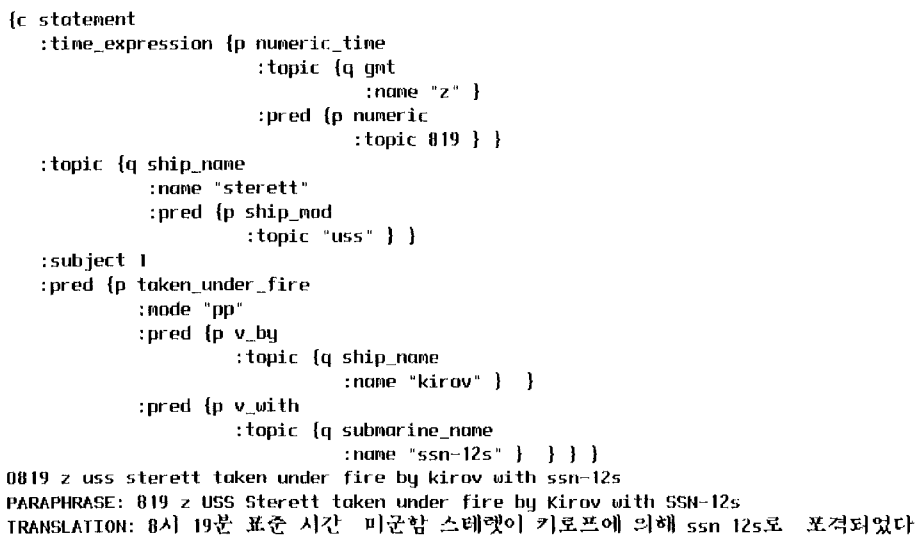 {c statement
:time_expression {p numeric_time
:topic {q gmt
:name "z" }
:pred {p numeric
:topic 819 } }
:topic {q ship_name
:name "sterett"
:pred {p ship_mod
:topic "uss" } }
:subject 1
:pred {p taken_under_fire
:mode "pp"
:pred {p v_by
:topic {q ship_name
:name "kirov" } }
:pred {p v_with
:topic {q submarine_name
:name "ssn-12s" } } } }
0819 z uss sterett taken under fire by kirov with ssn-12s
PARAPHRASE: 819 z USS Sterett taken under fire by Kirov with SSN-12s
TRANSLATION: 8시 19분 표준 시간 미군함 스테렛이 키로프에 의해 ssn 12s로 포격되었다